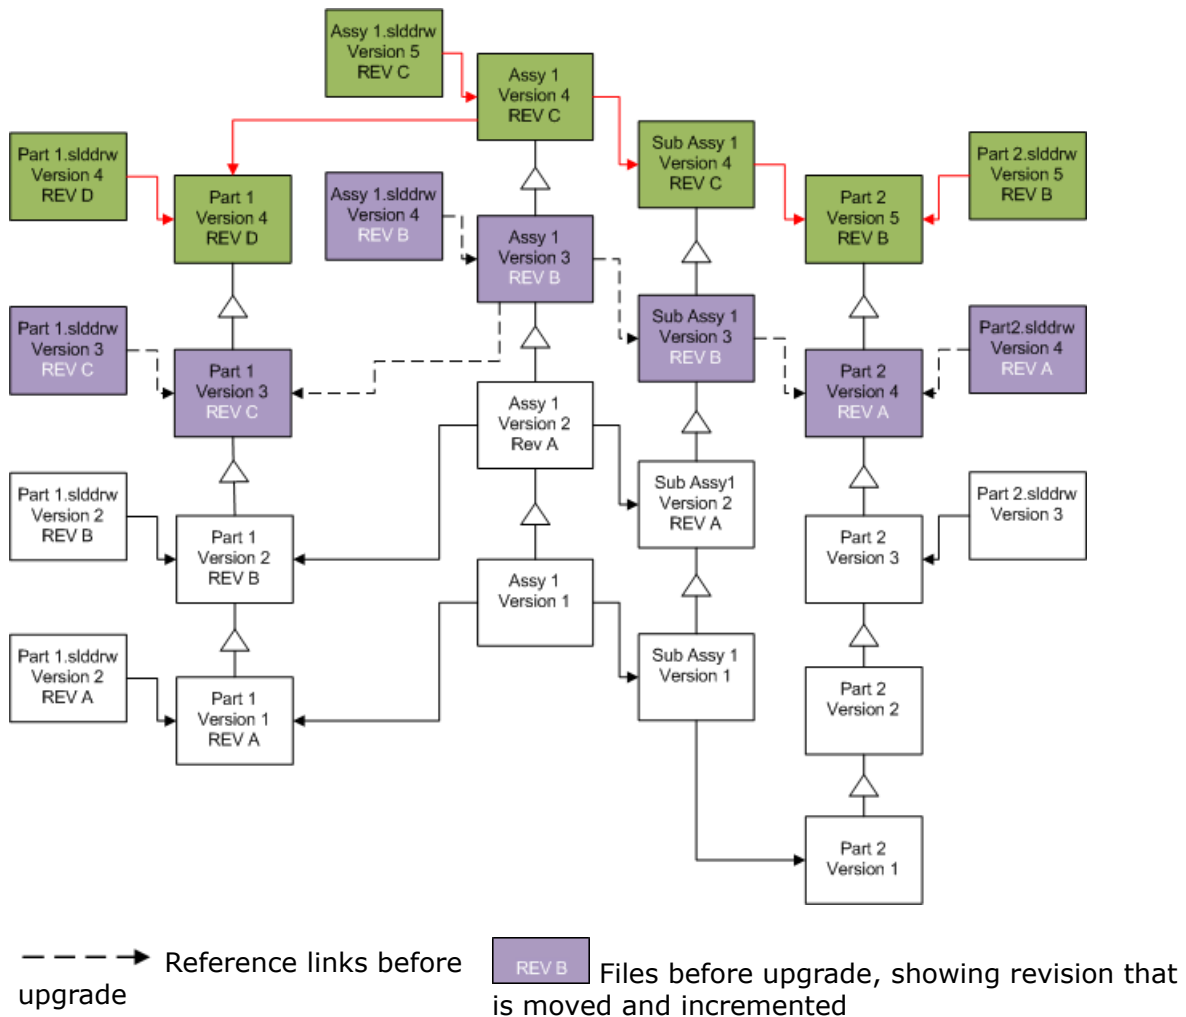 Assy 1.slddrw
Version 5
REV C
Assy 1
Version 4
REV C
Part 1.slddrw
Version 4
REV D
Sub Assy 1
Version 4
REV C
Part 2.slddrw
Version 5
REV B
Part 1
Version 4
REV D
Assy 1.slddrw
Version 4
REV B
Part 2
Version 5
REV B
Assy 1
Version 3
REV B
Part 1.slddrw
Version 3
REV C
Sub Assy 1
Version 3
REV B
Part2.slddrw
Version 4
REV A
Part 1
Version 3
REV C
Part 2
Version 4
REV A
Assy 1
Version 2
Rev A
Part 1.slddrw
Version 2
REV B
Sub Assy1
Version 2
REV A
Part 2.slddrw
Version 3
Part 1
Version 2
REV B
Part 2
Version 3
Assy 1
Version 1
Part 1.slddrw
Version 2
REV A
Sub Assy 1
Version 1
Part 1
Version 1
REV A
Part 2
Version 2
Part 2
Version 1
Reference links before
upgrade
REV B
Files before upgrade, showing revision that
is moved and incremented